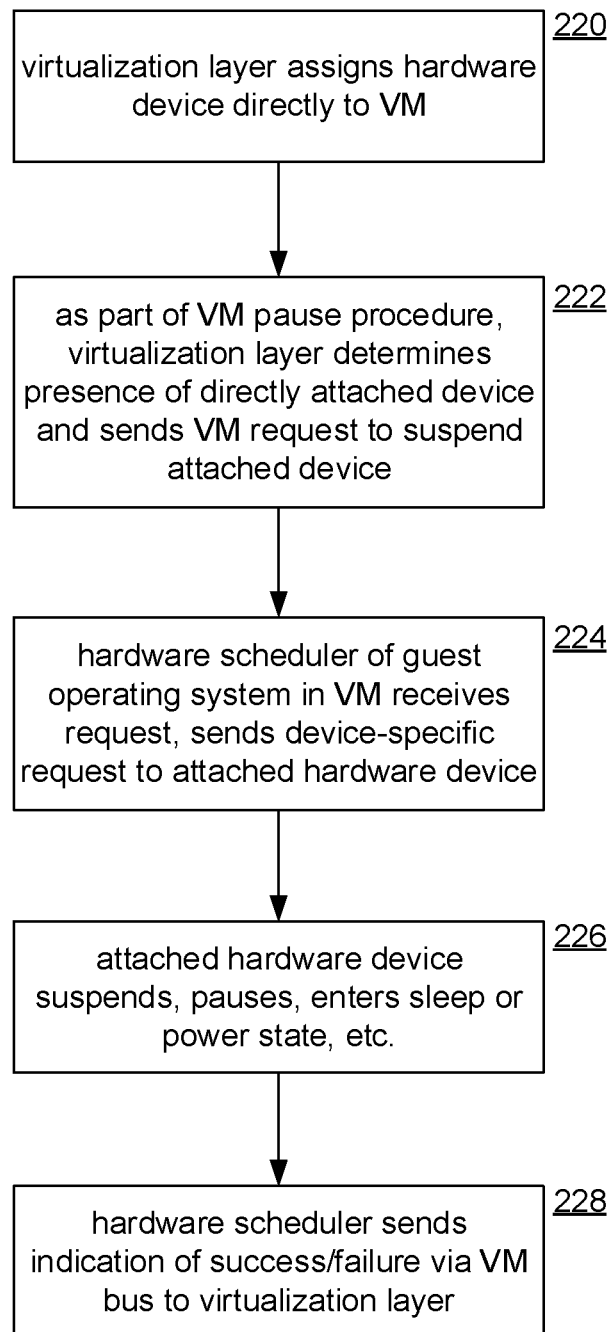 220
virtualization layer assigns hardware
device directly to VM
222
as part of VM pause procedure,
virtualization layer determines
presence of directly attached device
and sends VM request to suspend
attached device
224
hardware scheduler of guest
operating system in VM receives
request, sends device-specific
request to attached hardware device
226
attached hardware device
suspends, pauses, enters sleep or
power state, etc.
228
hardware scheduler sends
indication of success/failure via VM
bus to virtualization layer